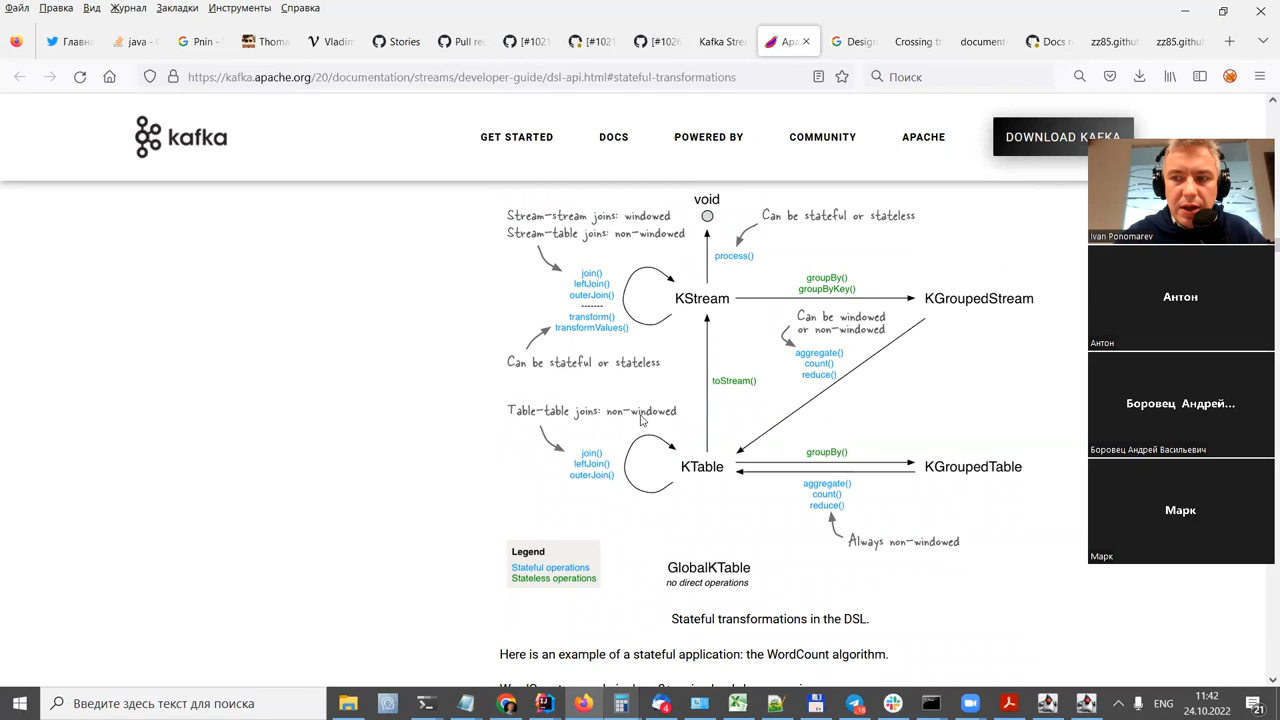 Файл Правка Вид Журнал Закладки Инструменты Справка
Главн java - Pnin - Thoma Vladim Stories Pull re [#1021 [#1021 [#1026 Kafka Stre Apa Design Crossing tr document- Docs r zz85.githul zz85.githul
https://kafka.apache.org/20/documentation/streams/developer-guide/dsl-api.html#stateful-transformations
Поиск
kafka
GET STARTED DOCS POWERED BY COMMUNITY APACHE DOWNLOAD KAFKA
void
Stream-stream joins: windowed
Stream-table joins: non-windowed
Can be stateful or stateless
process()
join()
leftJoin()
outerJoin()
-------
transform()
transformValues()
KStream
groupBy()
groupByKey()
KGroupedStream
Can be windowed
or non-windowed
aggregate()
count()
reduce()
Can be stateful or stateless
toStream()
Table-table joins: non-windowed
join()
leftJoin()
outerJoin()
KTable
groupBy()
KGroupedTable
aggregate()
count()
reduce()
Always non-windowed
Legend
Stateful operations
Stateless operations
GlobalKTable
no direct operations
Stateful transformations in the DSL.
Here is an example of a stateful application: the WordCount algorithm.
Ivan Ponomarev
Антон
Антон
Боровец Андрей...
Боровец Андрей Васильевич
Марк
Марк
Введите здесь текст для поиска
4
18
ENG
11:42
24.10.2022
21